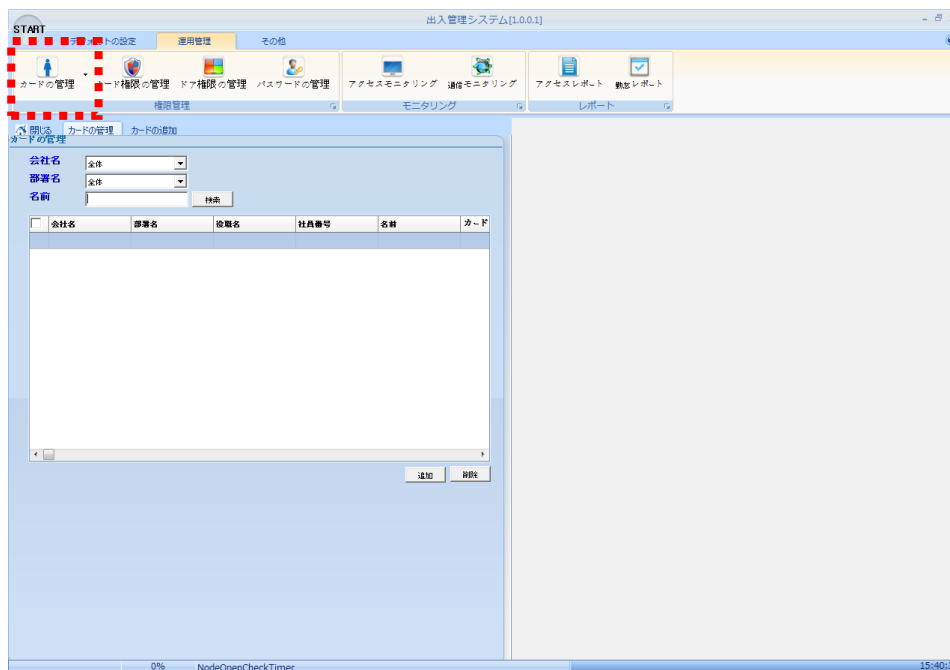 出入管理システム[1.0.0.1]
START
デフォルトの設定 運用管理 その他
カードの管理 カード権限の管理 ドア権限の管理 パスワードの管理 アクセスモニタリング 通信モニタリング アクセスレポート 勤怠レポート
権限管理 モニタリング レポート
閉じる カードの管理 カードの追加
カードの管理
会社名 全体
部署名 全体
名前 検索
会社名 部署名 役職名 社員番号 名前 カード
追加 削除
0% NodeOpenCheckTimer 15:40: